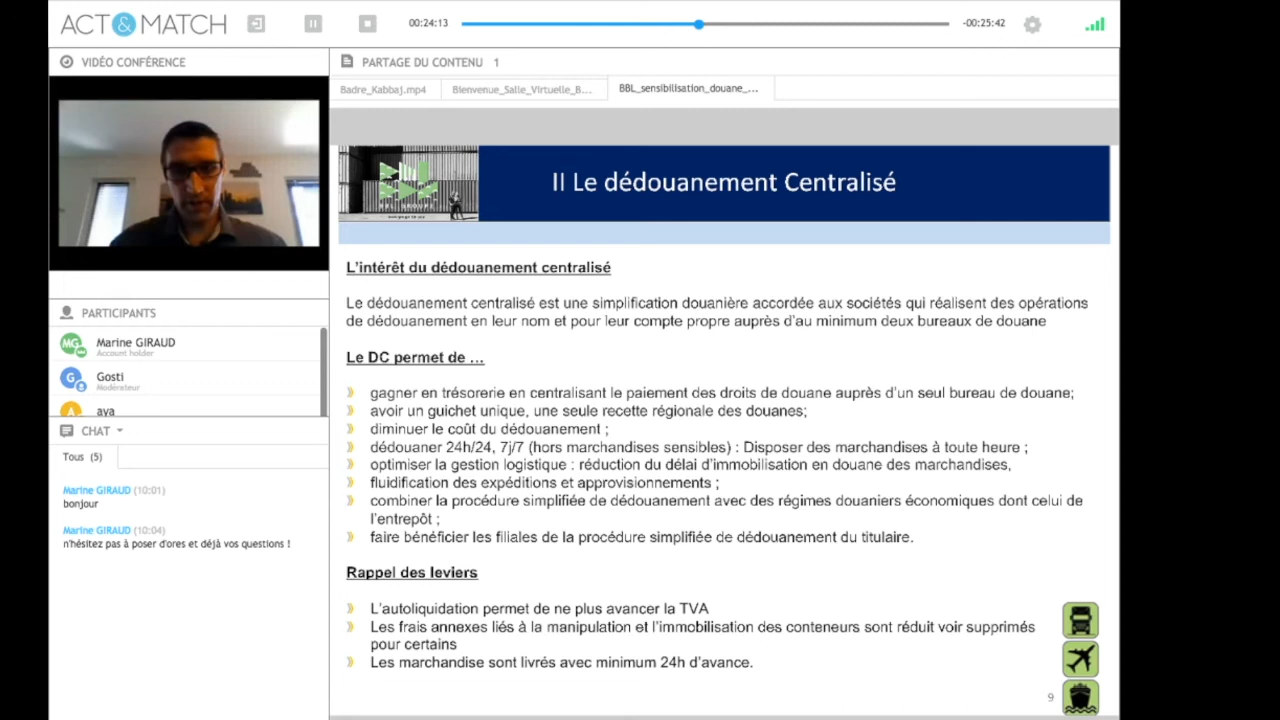 ACT & MATCH
00:24:13
-00:25:42
VIDÉO CONFÉRENCE
PARTAGE DU CONTENU 1
Badre_Kabbaj.mp4
Bienvenue_Salle_Virtuelle_B...
BBL_sensibilisation_douane_...
II Le dédouanement Centralisé
L'intérêt du dédouanement centralisé
Le dédouanement centralisé est une simplification douanière accordée aux sociétés qui réalisent des opérations
de dédouanement en leur nom et pour leur compte propre auprès d'au minimum deux bureaux de douane
Le DC permet de ...
gagner en trésorerie en centralisant le paiement des droits de douane auprès d'un seul bureau de douane;
avoir un guichet unique, une seule recette régionale des douanes;
diminuer le coût du dédouanement ;
dédouaner 24h/24, 7j/7 (hors marchandises sensibles) : Disposer des marchandises à toute heure ;
optimiser la gestion logistique : réduction du délai d'immobilisation en douane des marchandises,
fluidification des expéditions et approvisionnements ;
combiner la procédure simplifiée de dédouanement avec des régimes douaniers économiques dont celui de
l'entrepôt ;
faire bénéficier les filiales de la procédure simplifiée de dédouanement du titulaire.
Rappel des leviers
L'autoliquidation permet de ne plus avancer la TVA
Les frais annexes liés à la manipulation et l'immobilisation des conteneurs sont réduit voir supprimés
pour certains
Les marchandise sont livrés avec minimum 24h d'avance.
9
PARTICIPANTS
MG
Marine GIRAUD
Account holder
G
Gosti
Modérateur
A
aya
CHAT
Tous (5)
Marine GIRAUD (10:01)
bonjour
Marine GIRAUD (10:04)
n'hésitez pas à poser d'ores et déjà vos questions !